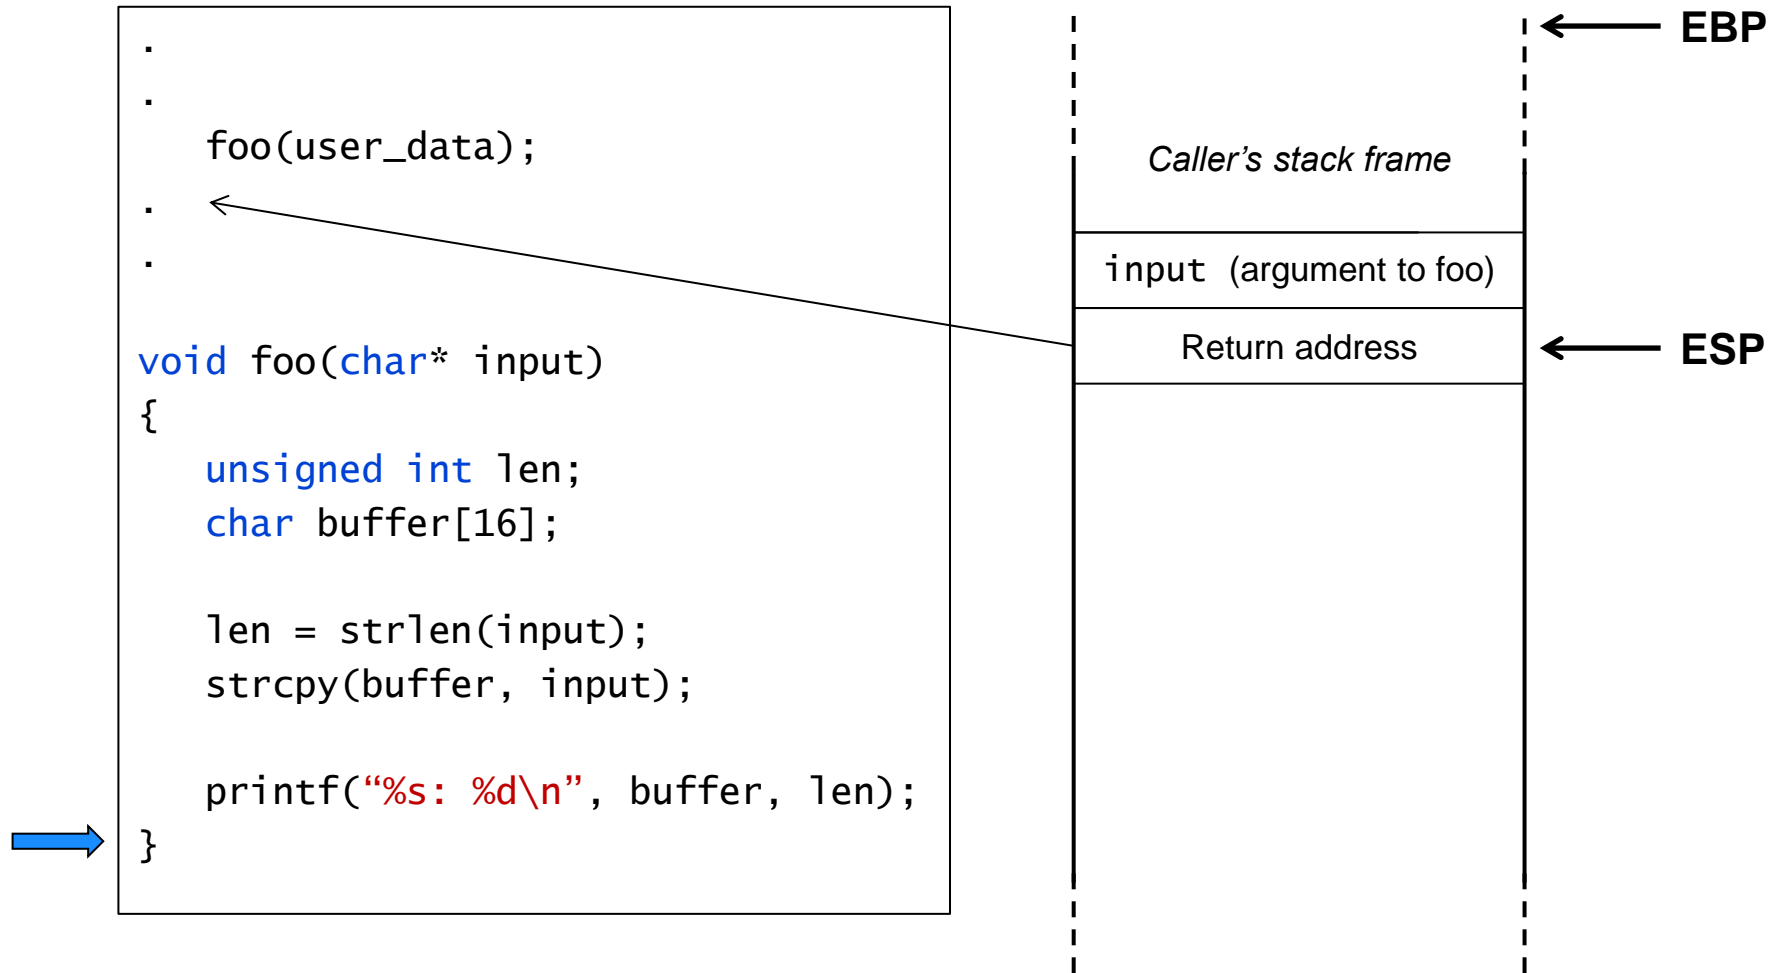 .
.
foo(user_data);
.
.
void foo(char* input)
{
unsigned int len;
char buffer[16];
len = strlen(input);
strcpy(buffer, input);
printf(“%s: %d\n”, buffer, len);
}
EBP
Caller’s stack frame
input (argument to foo)
Return address
ESP